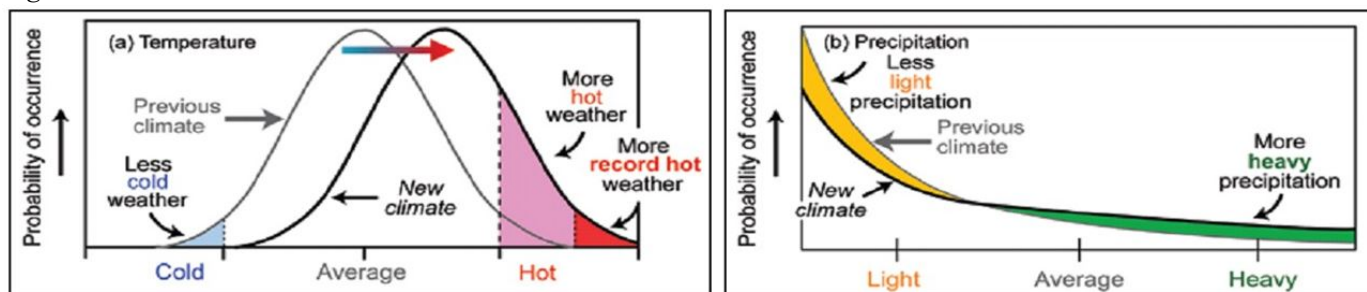 (a) Temperature
Probability of occurrence
Previous
climate
Less
cold
weather
New
climate
More
hot
weather
More
record hot
weather
Cold
Average
Hot
(b) Precipitation
Probability of occurrence
Less
light
precipitation
Previous
climate
New
climate
More
heavy
precipitation
Light
Average
Heavy